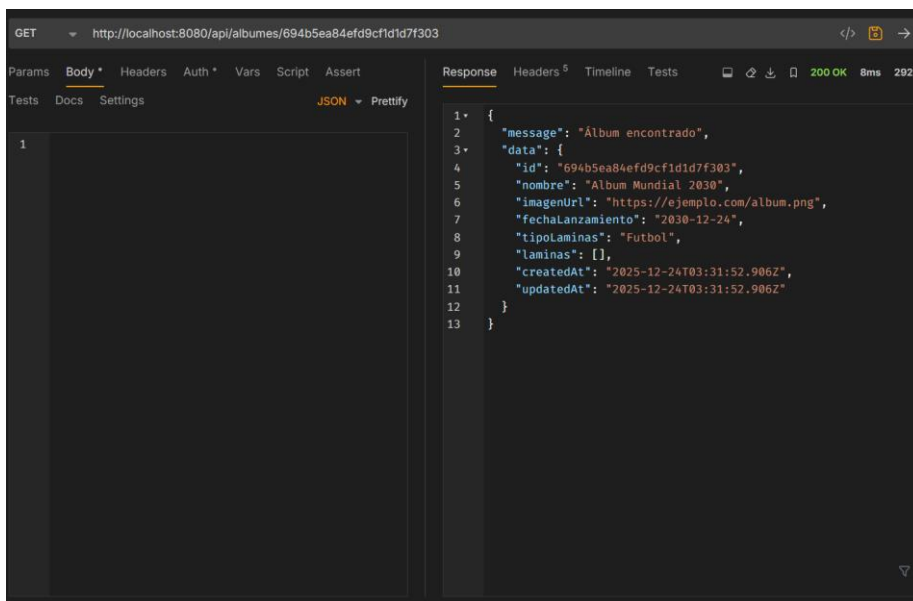 GET http://localhost:8080/api/albumes/694b5ea84efd9cf1d1d7f303
Params Body * Headers Auth * Vars Script Assert
Tests Docs Settings JSON Prettify
1
Response Headers 5 Timeline Tests 200 OK 8ms 292
1 {
2 "message": "Álbum encontrado",
3 "data": {
4 "id": "694b5ea84efd9cf1d1d7f303",
5 "nombre": "Album Mundial 2030",
6 "imagenUrl": "https://ejemplo.com/album.png",
7 "fechaLanzamiento": "2030-12-24",
8 "tipoLaminas": "Futbol",
9 "laminas": [],
10 "createdAt": "2025-12-24T03:31:52.906Z",
11 "updatedAt": "2025-12-24T03:31:52.906Z"
12 }
13 }